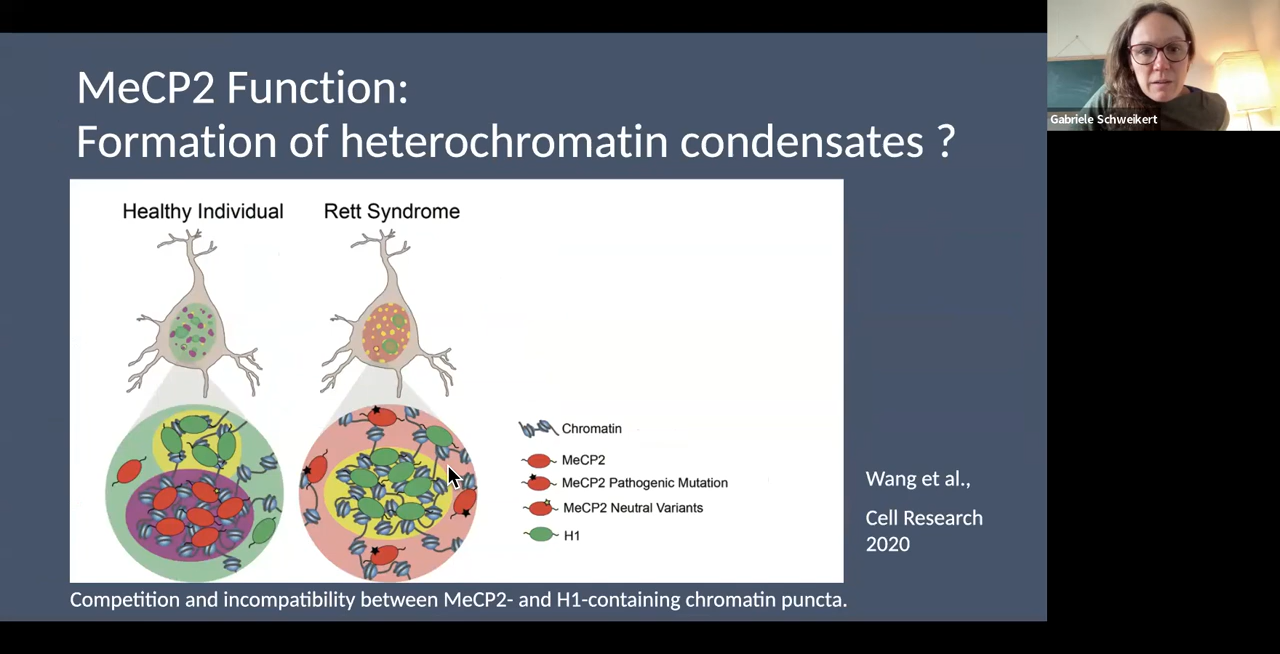 MeCP2 Function:
Formation of heterochromatin condensates ?
Gabriele Schweikert
Healthy Individual
Rett Syndrome
Chromatin
MeCP2
MeCP2 Pathogenic Mutation
MeCP2 Neutral Variants
H1
Wang et al.,
Cell Research
2020
Competition and incompatibility between MeCP2- and H1-containing chromatin puncta.